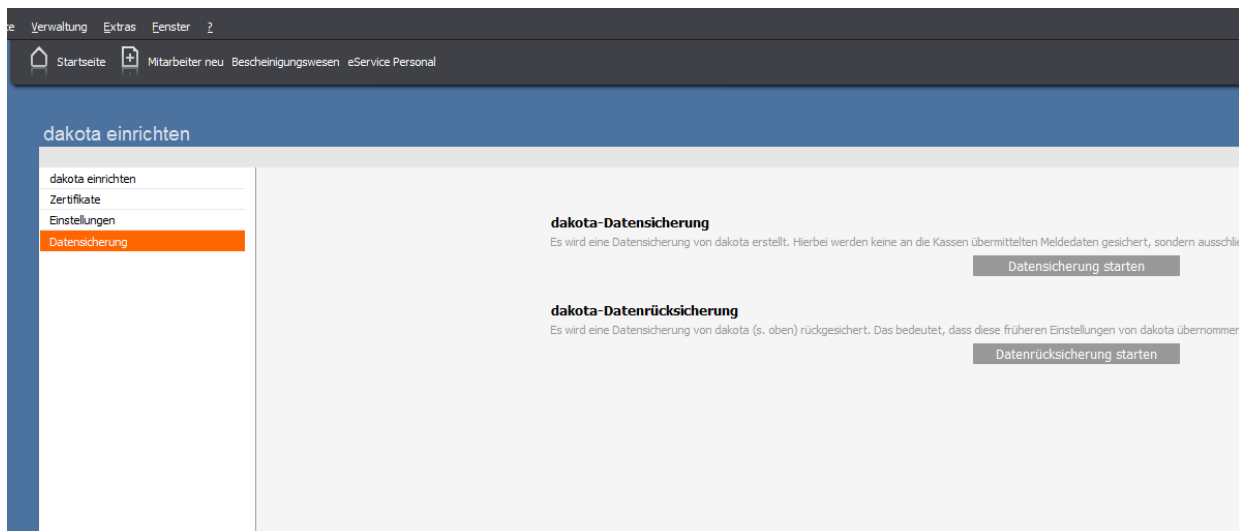 Verwaltung Extras Fenster ?
Startseite Mitarbeiter neu Bescheinigungswesen eService Personal
dakota einrichten
dakota einrichten
Zertifikate
Einstellungen
Datensicherung
dakota-Datensicherung
Es wird eine Datensicherung von dakota erstellt. Hierbei werden keine an die Kassen übermittelten Meldedaten gesichert, sondern
Datensicherung starten
dakota-Datenrücksicherung
Es wird eine Datensicherung von dakota (s. oben) rückgesichert. Das bedeutet, dass diese früheren Einstellungen von dakota
Datenrücksicherung starten